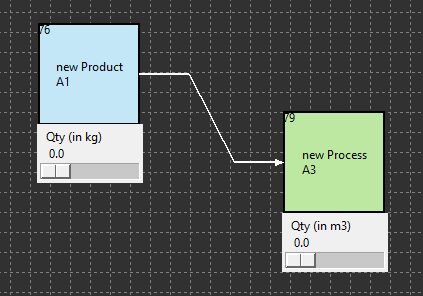 76
new Product
A1
Qty (in kg)
0.0
79
new Process
A3
Qty (in m3)
0.0